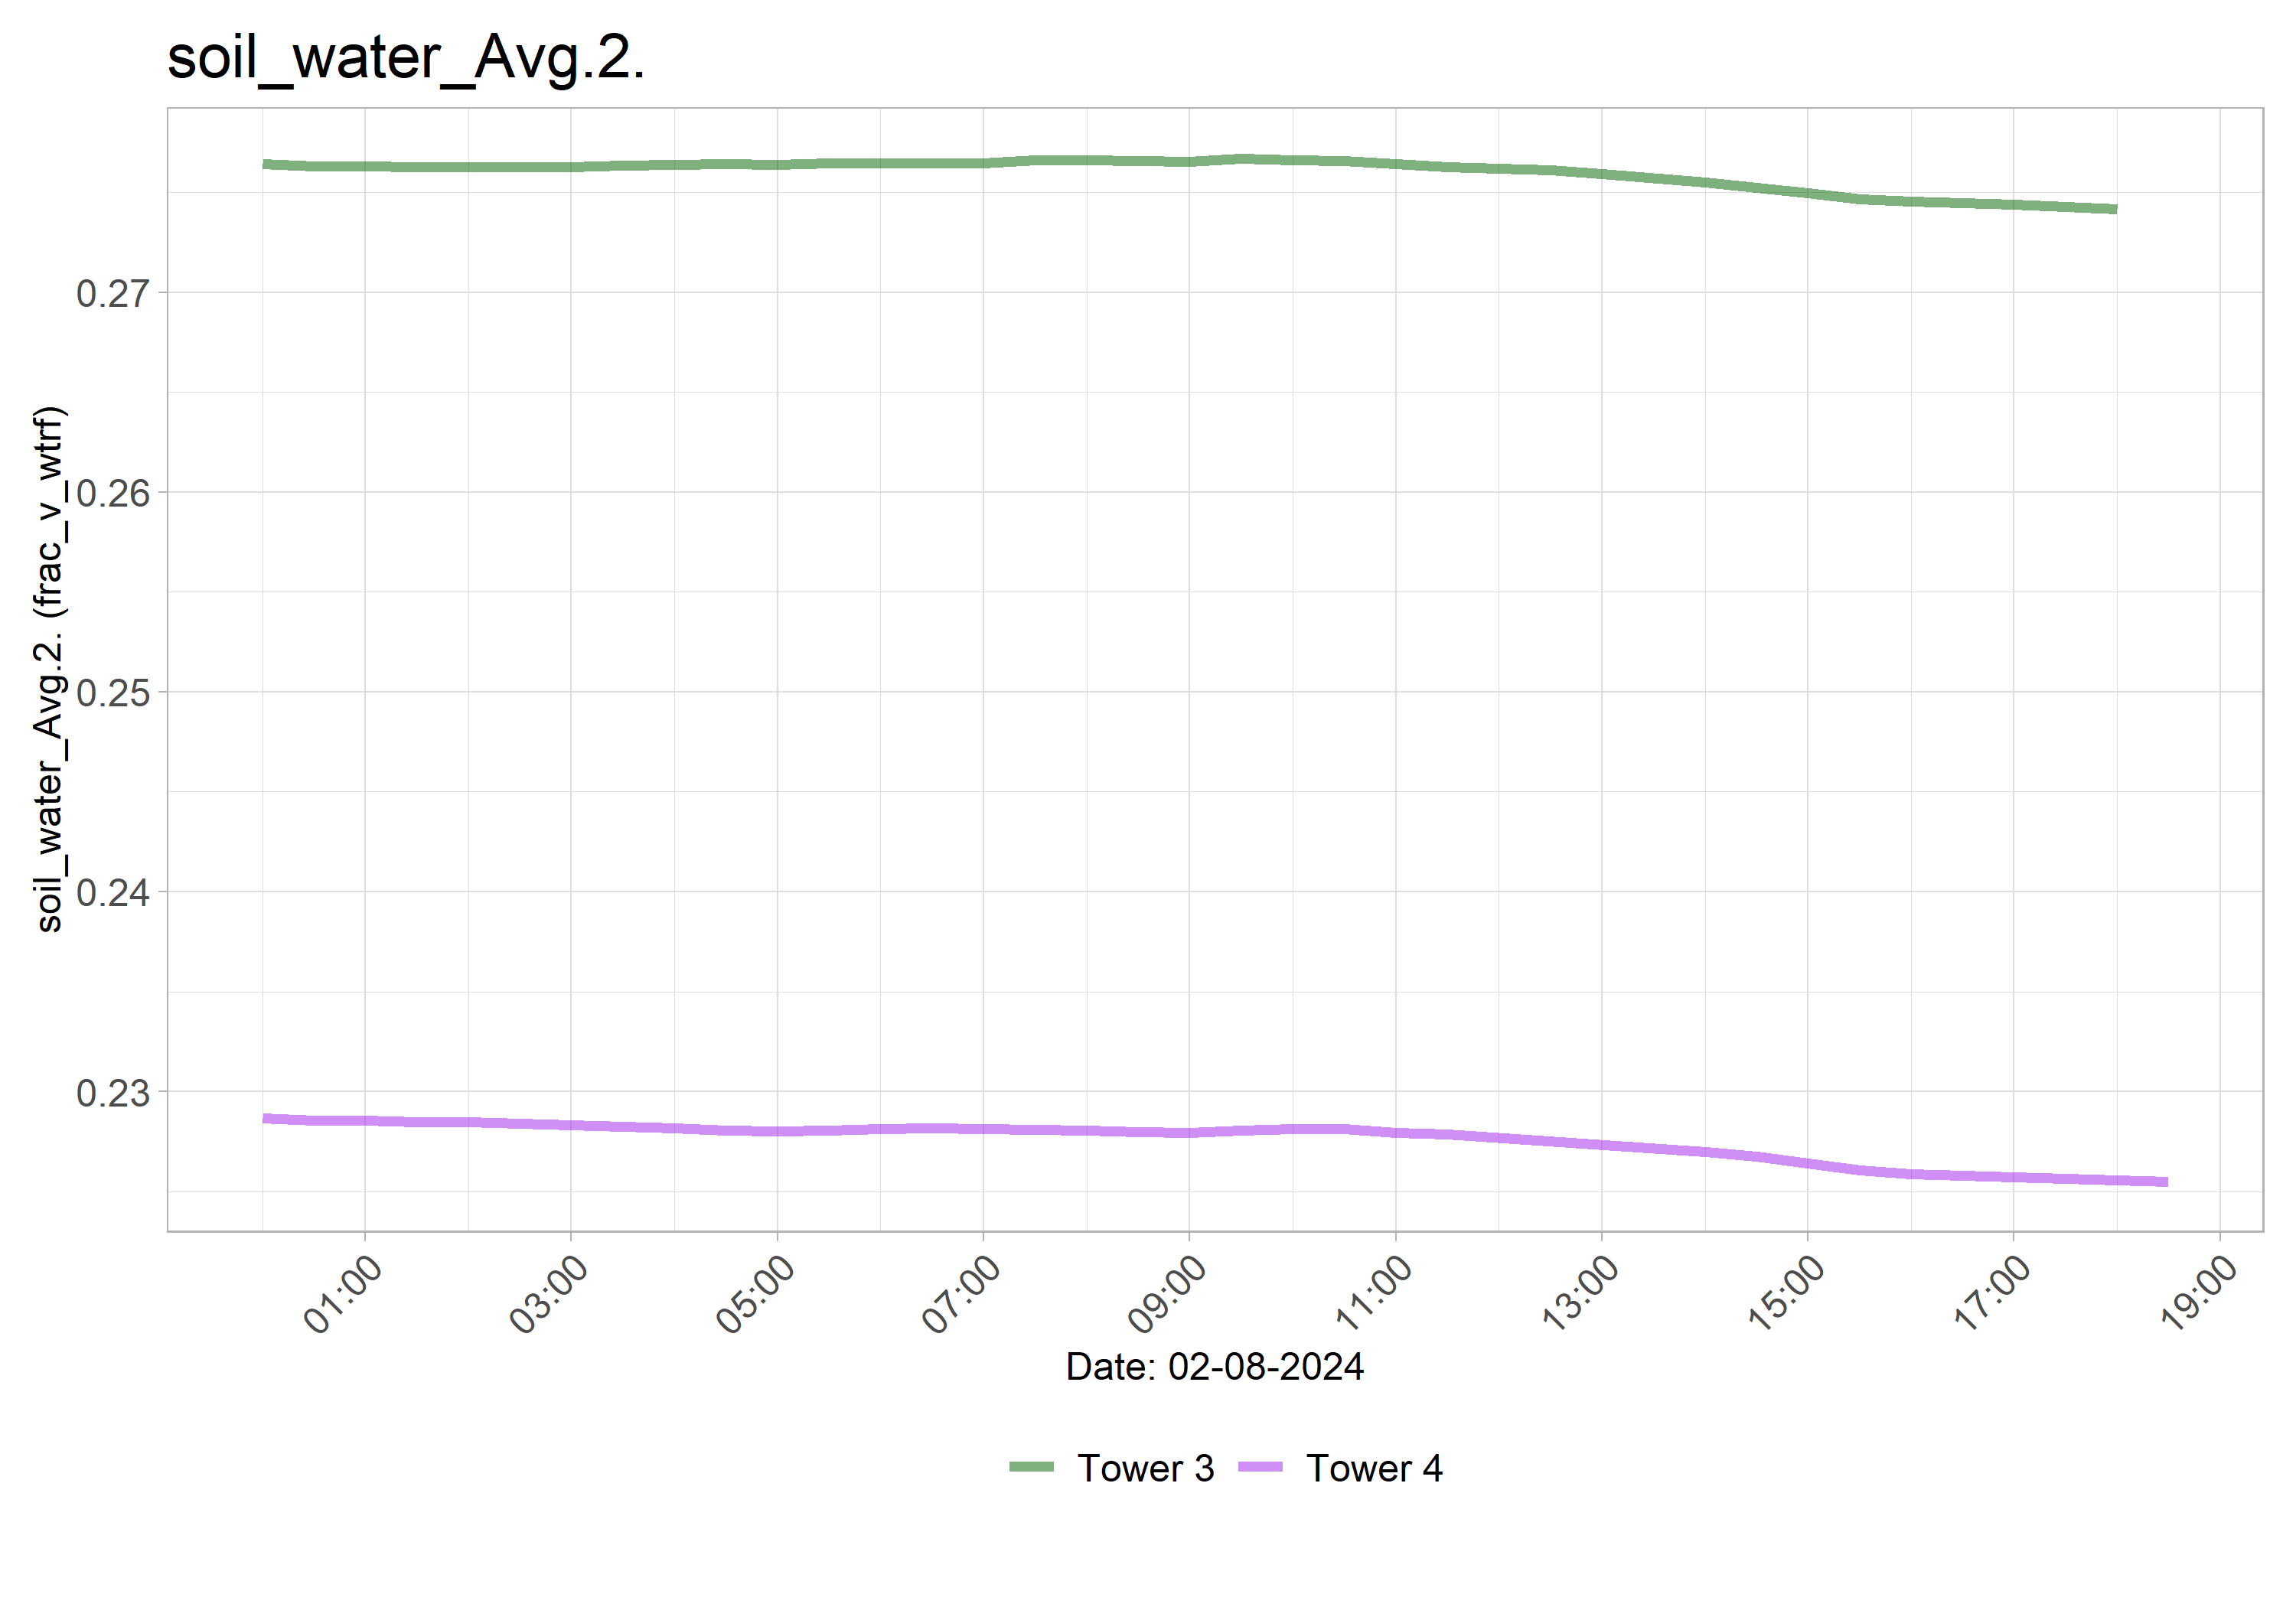 soil_water_Avg.2.
soil_water_Avg.2. (frac_v_wtrf)
0.27
0.26
0.25
0.24
0.23
01:00 03:00 05:00 07:00 09:00 11:00 13:00 15:00 17:00 19:00
Date: 02-08-2024
Tower 3 Tower 4